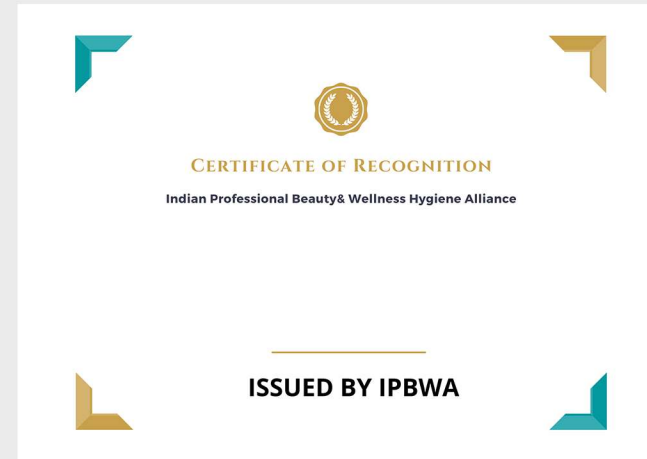 Certificate of Recognition
Indian Professional Beauty& Wellness Hygiene Alliance
ISSUED BY IPBWA